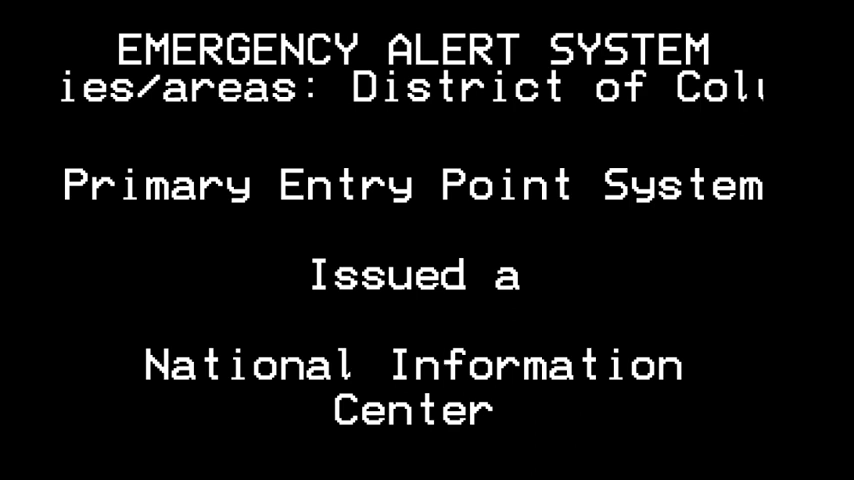 EMERGENCY ALERT SYSTEM
ies/areas: District of Col
Primary Entry Point System
Issued a
National Information
Center